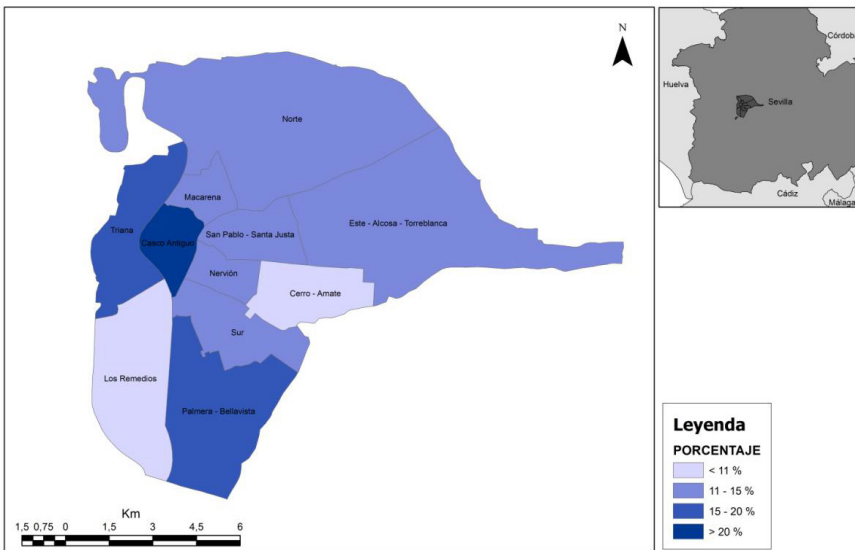 N
Norte
Macarena
Triana
Casco Antiguo
San Pablo - Santa Justa
Este - Alcosa - Torreblanca
Nervión
Cerro - Amate
Sur
Los Remedios
Palmera - Bellavista
Km
1,5 0,75 0 1,5 3 4,5 6
Córdoba
Huelva
Sevilla
Cádiz
Málaga
Leyenda
PORCENTAJE
< 11 %
11 - 15 %
15 - 20 %
> 20 %